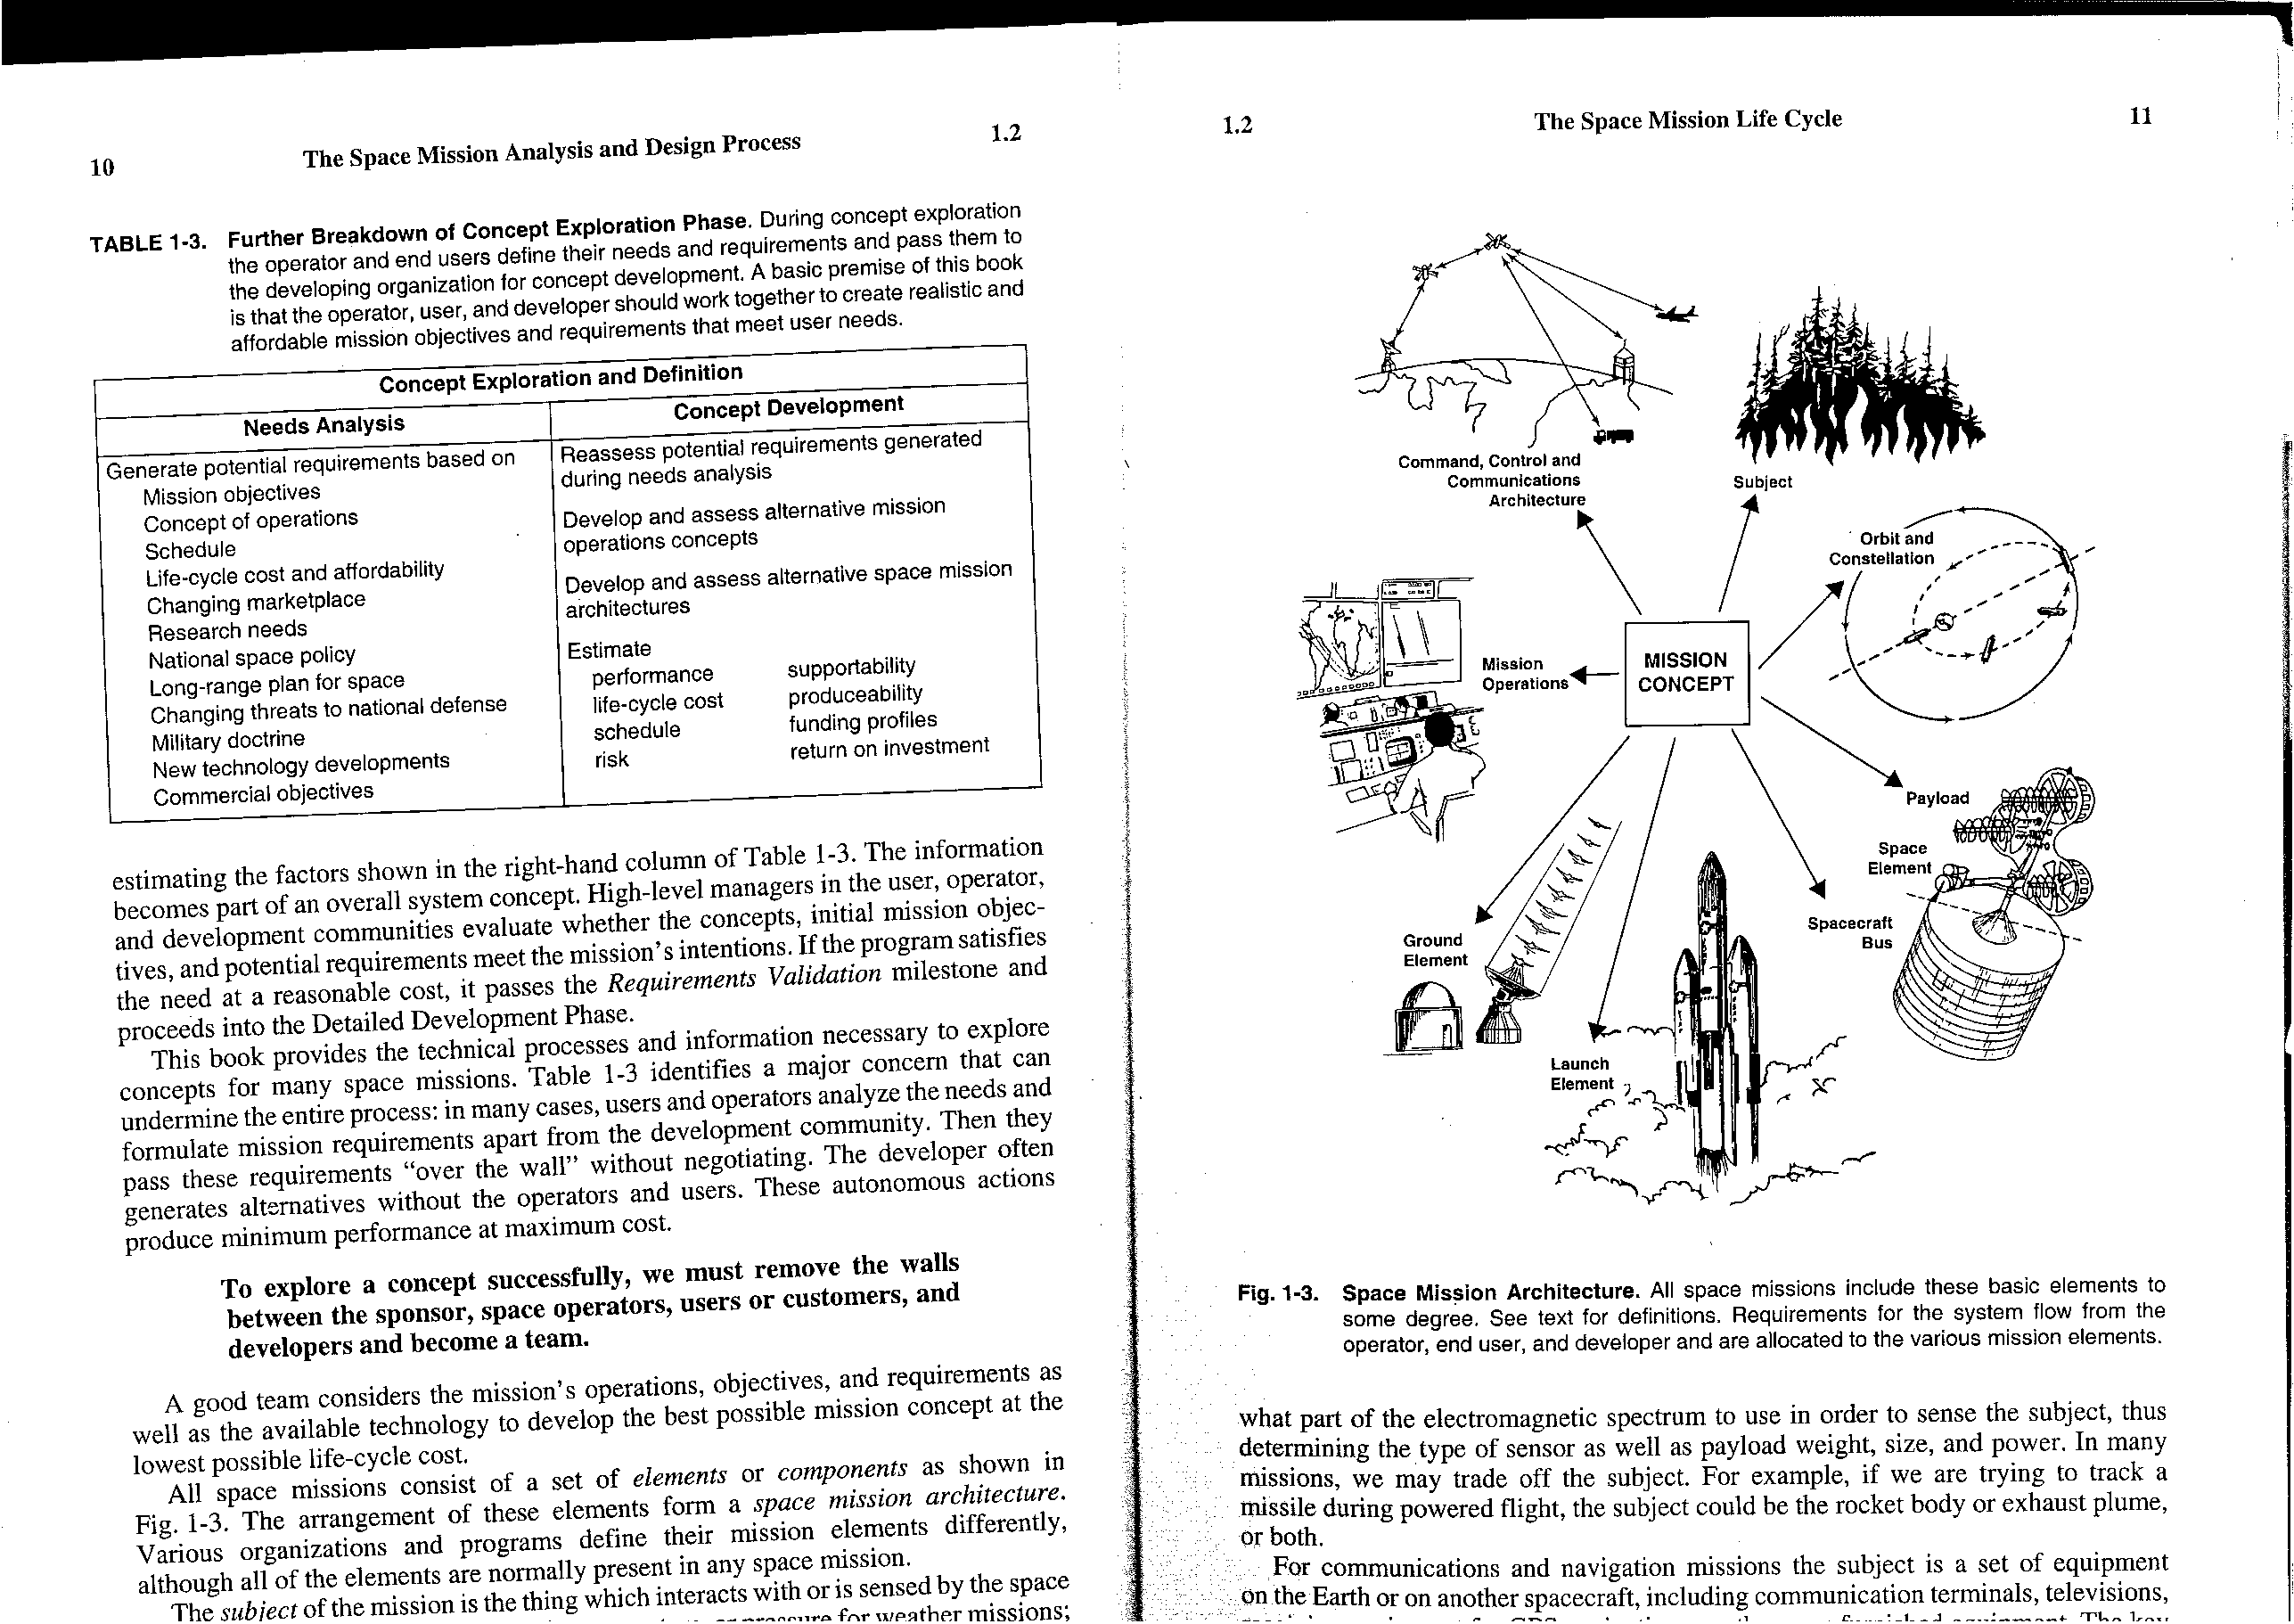 10
The Space Mission Analysis and Design Process
1.2
TABLE 1-3. Further Breakdown of Concept Exploration Phase. During concept exploration
the operator and end users define their needs and requirements and pass them to
the developing organization for concept development. A basic premise of this book
is that the operator, user, and developer should work together to create realistic and
affordable mission objectives and requirements that meet user needs.
Concept Exploration and Definition
Needs Analysis
Concept Development
Generate potential requirements based on
Mission objectives
Concept of operations
Schedule
Life-cycle cost and affordability
Changing marketplace
Research needs
National space policy
Long-range plan for space
Changing threats to national defense
Military doctrine
New technology developments
Commercial objectives
Reassess potential requirements generated
during needs analysis
Develop and assess alternative mission
operations concepts
Develop and assess alternative space mission
architectures
Estimate
performance supportability
life-cycle cost produceability
schedule funding profiles
risk return on investment
estimating the factors shown in the right-hand column of Table 1-3. The information
becomes part of an overall system concept. High-level managers in the user, operator,
and development communities evaluate whether the concepts, initial mission objec-
tives, and potential requirements meet the mission's intentions. If the program satisfies
the need at a reasonable cost, it passes the Requirements Validation milestone and
proceeds into the Detailed Development Phase.
This book provides the technical processes and information necessary to explore
concepts for many space missions. Table 1-3 identifies a major concern that can
undermine the entire process: in many cases, users and operators analyze the needs and
formulate mission requirements apart from the development community. Then they
pass these requirements “over the wall” without negotiating. The developer often
generates alternatives without the operators and users. These autonomous actions
produce minimum performance at maximum cost.
To explore a concept successfully, we must remove the walls
between the sponsor, space operators, users or customers, and
developers and become a team.
A good team considers the mission's operations, objectives, and requirements as
well as the available technology to develop the best possible mission concept at the
lowest possible life-cycle cost.
All space missions consist of a set of elements or components as shown in
Fig. 1-3. The arrangement of these elements form a space mission architecture.
Various organizations and programs define their mission elements differently,
although all of the elements are normally present in any space mission.
The subject of the mission is the thing which interacts with or is sensed by the space
for weather missions;
1.2
The Space Mission Life Cycle
11
Command, Control and
Communications
Architecture
Subject
Orbit and
Constellation
Mission
Operations
MISSION
CONCEPT
Payload
Space
Element
Spacecraft
Bus
Ground
Element
Launch
Element
Fig. 1-3. Space Mission Architecture. All space missions include these basic elements to
some degree. See text for definitions. Requirements for the system flow from the
operator, end user, and developer and are allocated to the various mission elements.
what part of the electromagnetic spectrum to use in order to sense the subject, thus
determining the type of sensor as well as payload weight, size, and power. In many
missions, we may trade off the subject. For example, if we are trying to track a
missile during powered flight, the subject could be the rocket body or exhaust plume,
or both.
For communications and navigation missions the subject is a set of equipment
on the Earth or on another spacecraft, including communication terminals, televisions,